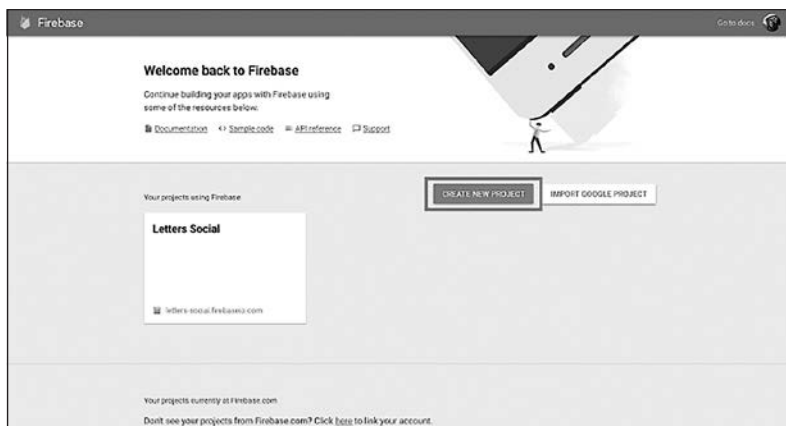 Firebase
Go to docs
Welcome back to Firebase
Continue building your apps with Firebase using
some of the resources below.
Documentation <> Sample code API reference Support
Your projects using Firebase
CREATE NEW PROJECT IMPORT GOOGLE PROJECT
Letters Social
letters-social.firebaseio.com
Your projects currently at Firebase.com
Don't see your projects from Firebase.com? Click here to link your account.